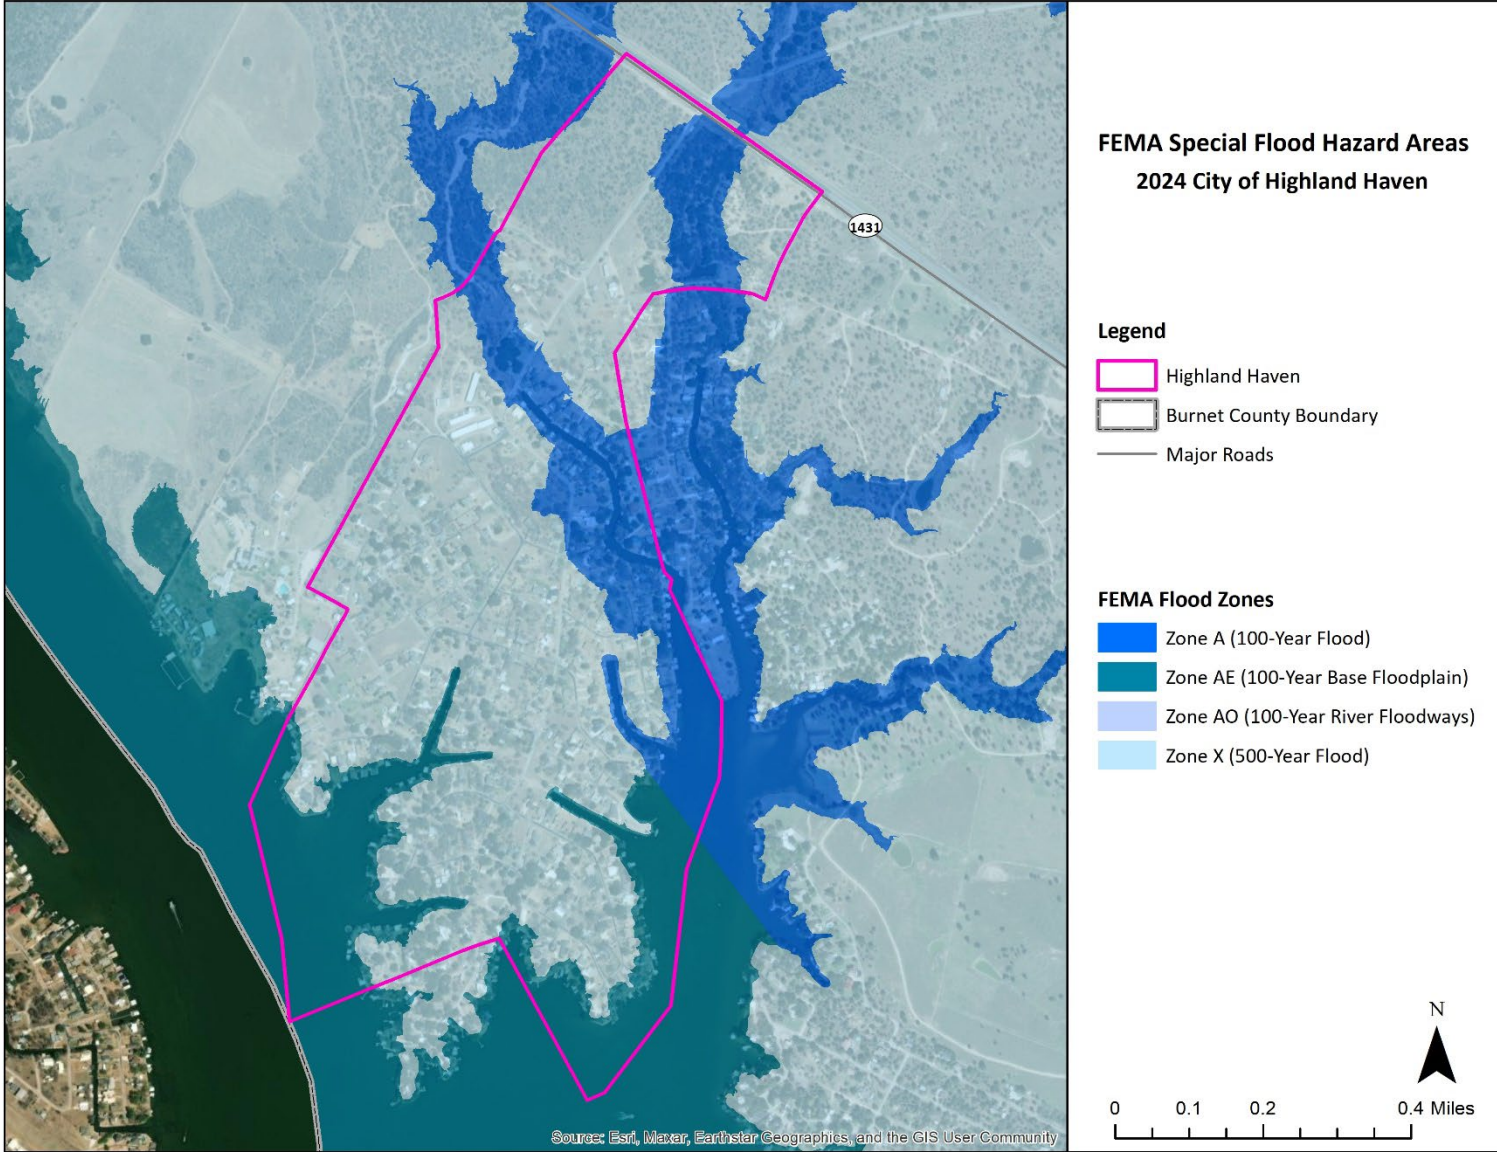 FEMA Special Flood Hazard Areas
2024 City of Highland Haven
1431
Legend
Highland Haven
Burnet County Boundary
Major Roads
FEMA Flood Zones
Zone A (100-Year Flood)
Zone AE (100-Year Base Floodplain)
Zone AO (100-Year River Floodways)
Zone X (500-Year Flood)
N
0 0.1 0.2 0.4 Miles
Source: Esri, Maxar, Earthstar Geographics, and the GIS User Community